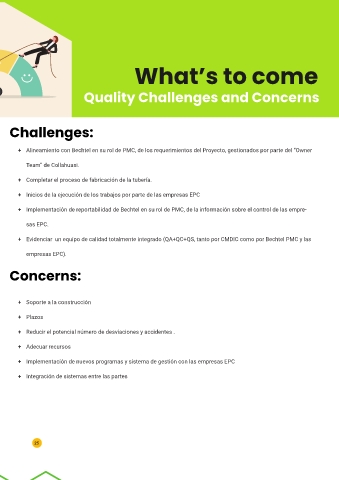 What's to come
Quality Challenges and Concerns
Challenges:
+ Alineamiento con Bechtel en su rol de PMC, de los requerimientos del Proyecto, gestionados por parte del "Owner
Team" de Collahuasi.
+ Completar el proceso de fabricación de la tubería.
+ Inicios de la ejecución de los trabajos por parte de las empresas EPC
+ Implementación de reportabilidad de Bechtel en su rol de PMC, de la información sobre el control de las empre-
sas EPC.
+ Evidenciar un equipo de calidad totalmente integrado (QA+QC+QS, tanto por CMDIC como por Bechtel PMC y las
empresas EPC).
Concerns:
+ Soporte a la construcción
+ Plazos
+ Reducir el potencial número de desviaciones y accidentes .
+ Adecuar recursos
+ Implementación de nuevos programas y sistema de gestión con las empresas EPC
+ Integración de sistemas entre las partes